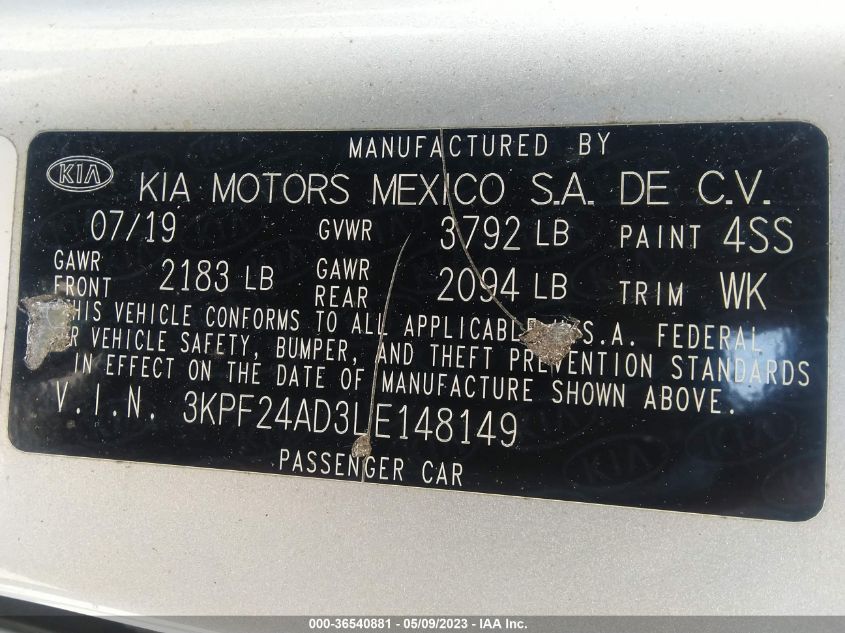 MANUFACTURED BY
KIA KIA MOTORS MEXICO S.A. DE C.V.
07/19 GVWR 3792 LB PAINT 4SS
GAWR FRONT 2183 LB GAWR REAR 2094 LB TRIM WK
VEHICLE CONFORMS TO ALL APPLICABLE S.A. FEDERAL
VEHICLE SAFETY, BUMPER, AND THEFT PREVENTION STANDARDS
IN EFFECT ON THE DATE OF MANUFACTURE SHOWN ABOVE.
V.I.N. 3KPF24AD3LE148149
PASSENGER CAR
000-36540881 - 05/09/2023 - IAA Inc.